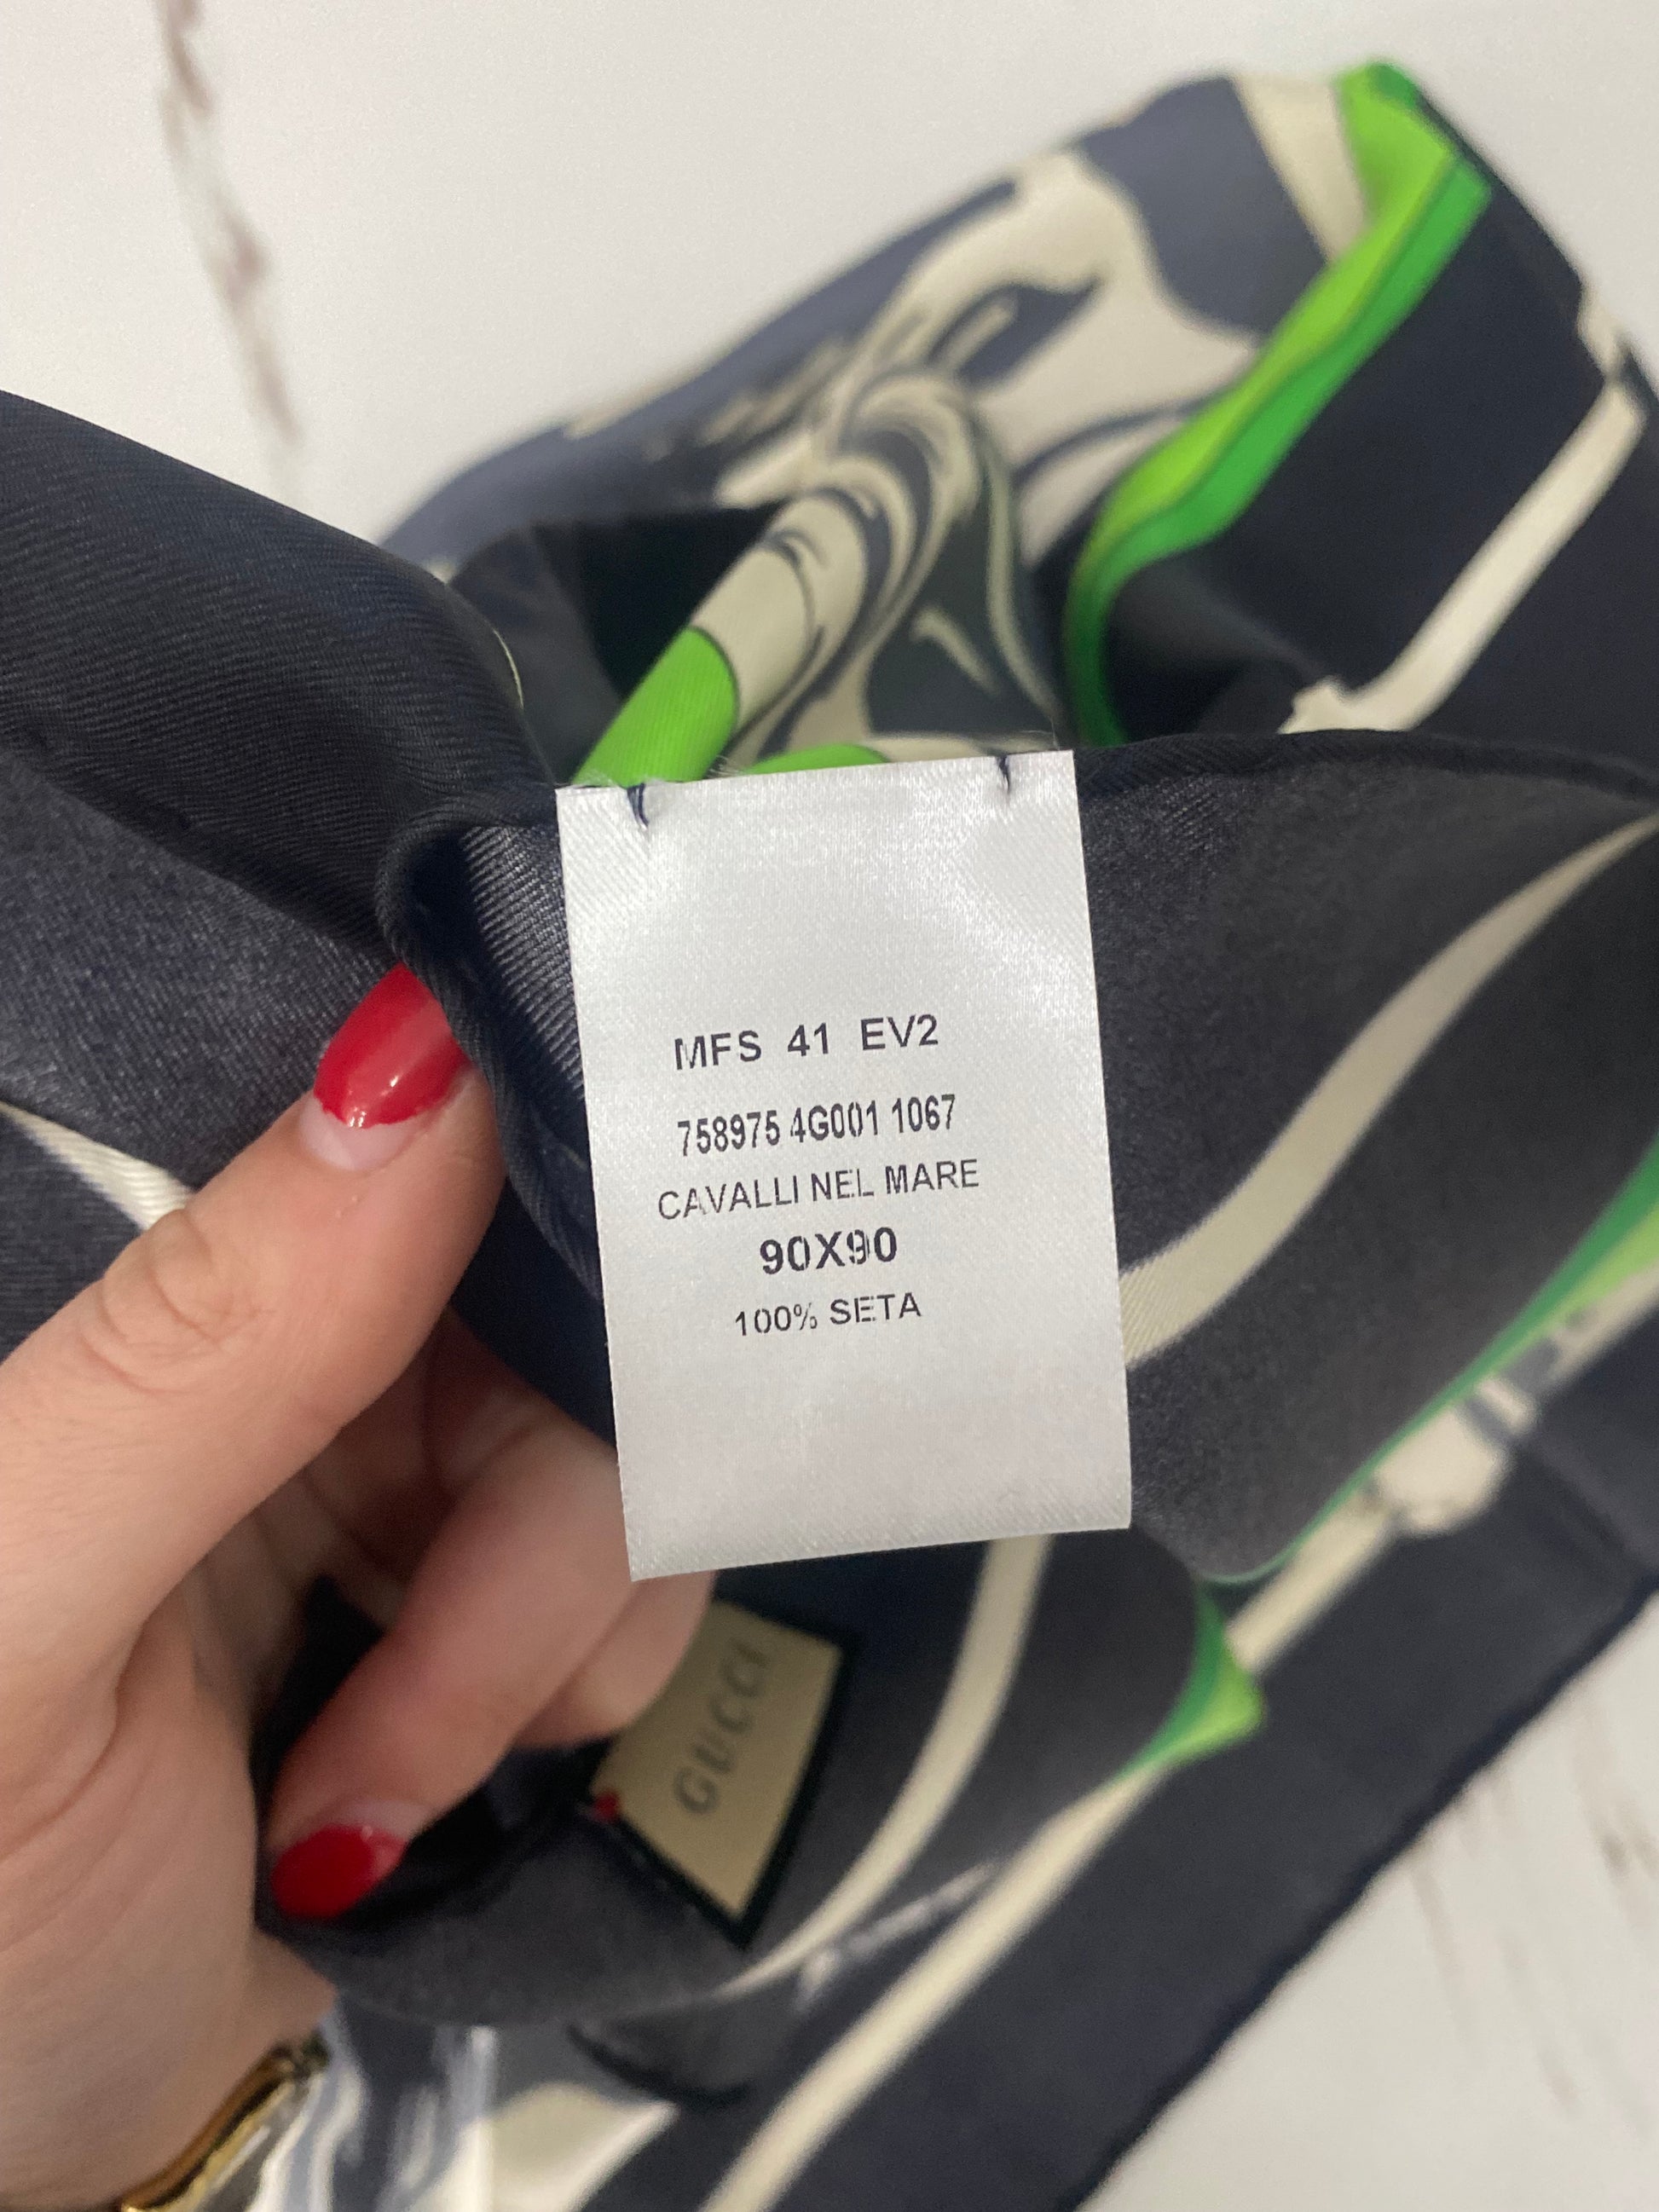 MFS 41 EV2
758975 4G001 1067
CAVALLI NEL MARE
90X90
100% SETA
GUCCI